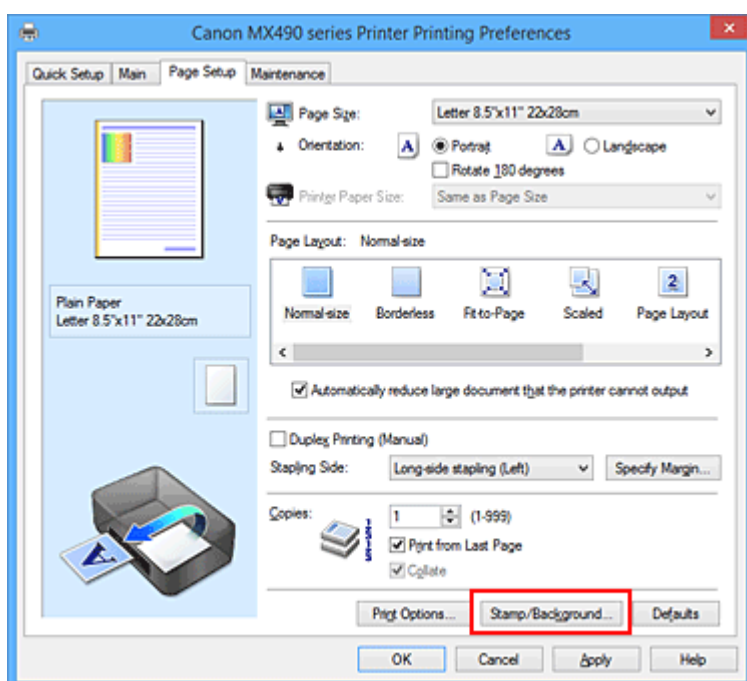 Canon MX490 series Printer Printing Preferences
Quick Setup Main Page Setup Maintenance
Page Size: Letter 8.5"x11" 22x28cm
Orientation: A Portrait A Landscape
Rotate 180 degrees
Printer Paper Size: Same as Page Size
Page Layout: Normal-size
Normal-size Borderless Fit-to-Page Scaled Page Layout
2
Automatically reduce large document that the printer cannot output
Plain Paper
Letter 8.5"x11" 22x28cm
Duplex Printing (Manual)
Stapling Side: Long-side stapling (Left) Specify Margin...
Copies: 1 (1-999)
Print from Last Page
Collate
A
Print Options... Stamp/Background... Defaults
OK Cancel Apply Help